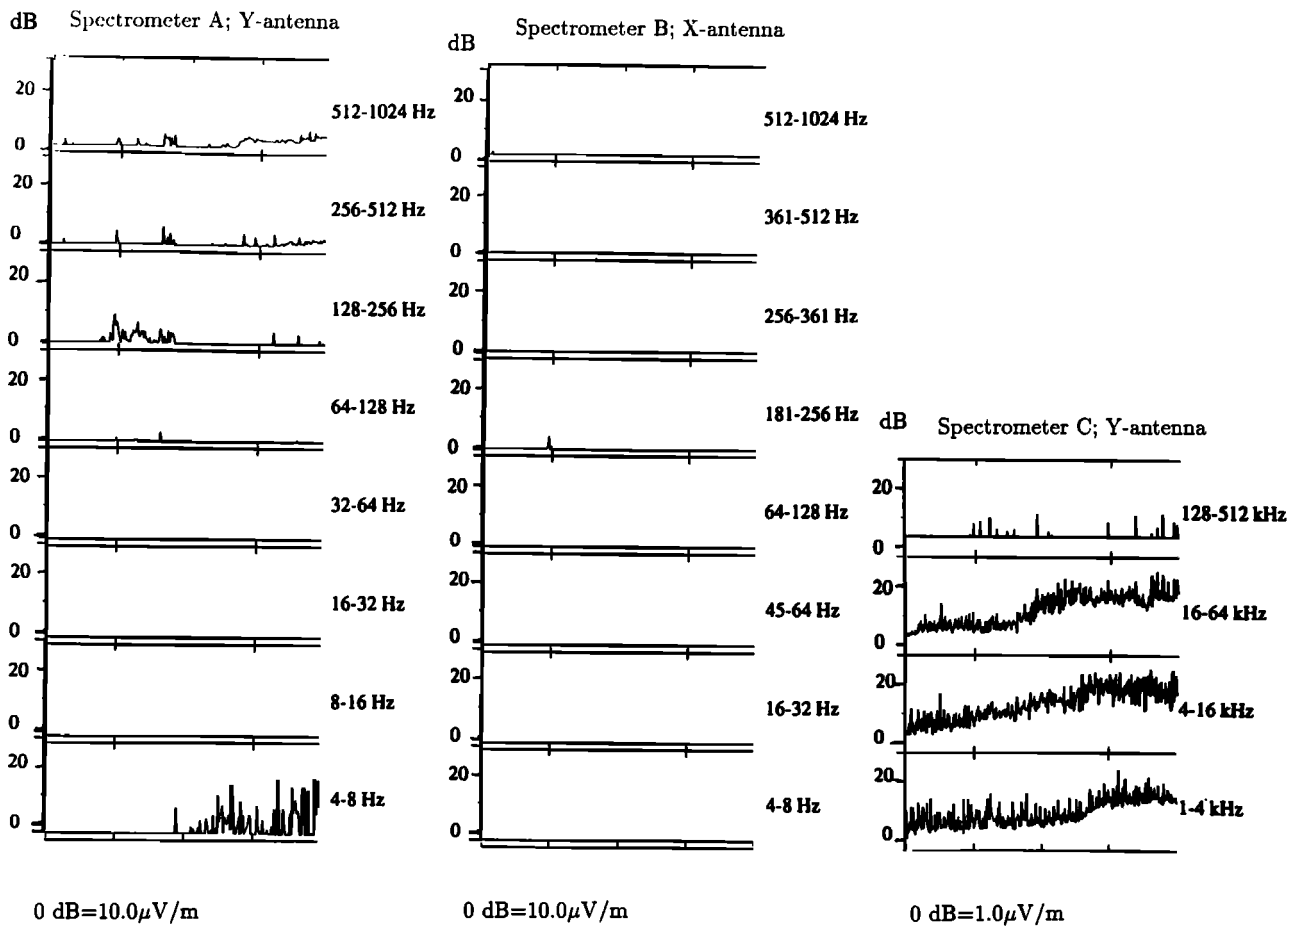 dB Spectrometer A; Y-antenna
20
0
512-1024 Hz
20
0
256-512 Hz
20
0
128-256 Hz
20
0
64-128 Hz
20
0
32-64 Hz
20
0
16-32 Hz
20
0
8-16 Hz
20
0
4-8 Hz
0 dB=10.0μV/m
dB Spectrometer B; X-antenna
20
0
512-1024 Hz
20
0
361-512 Hz
20
0
256-361 Hz
20
0
181-256 Hz
20
0
64-128 Hz
20
0
45-64 Hz
20
0
16-32 Hz
20
0
4-8 Hz
0 dB=10.0μV/m
dB Spectrometer C; Y-antenna
20
0
128-512 kHz
20
0
16-64 kHz
20
0
4-16 kHz
20
0
1-4 kHz
0 dB=1.0μV/m